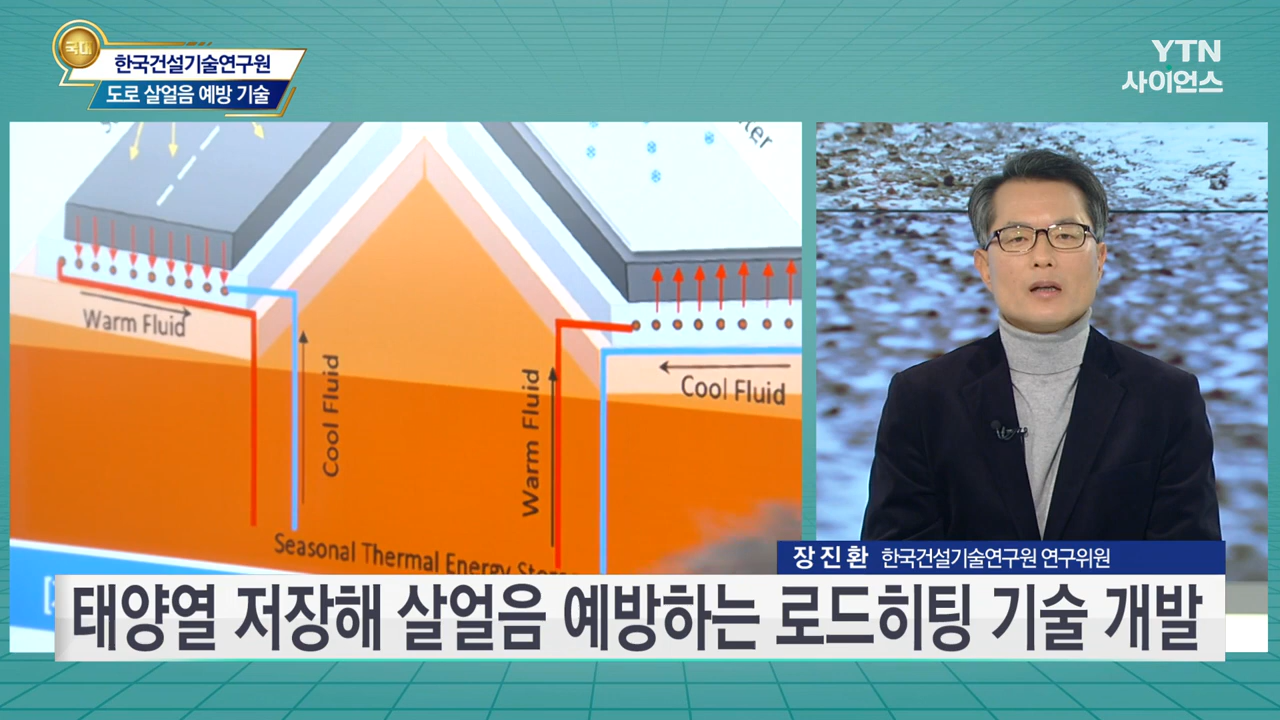 국대
한국건설기술연구원
도로 살얼음 예방 기술
YTN
사이언스
Warm Fluid
Cool Fluid
Warm Fluid
Cool Fluid
Seasonal Thermal Energy
장진환 한국건설기술연구원 연구위원
태양열 저장해 살얼음 예방하는 로드히팅 기술 개발